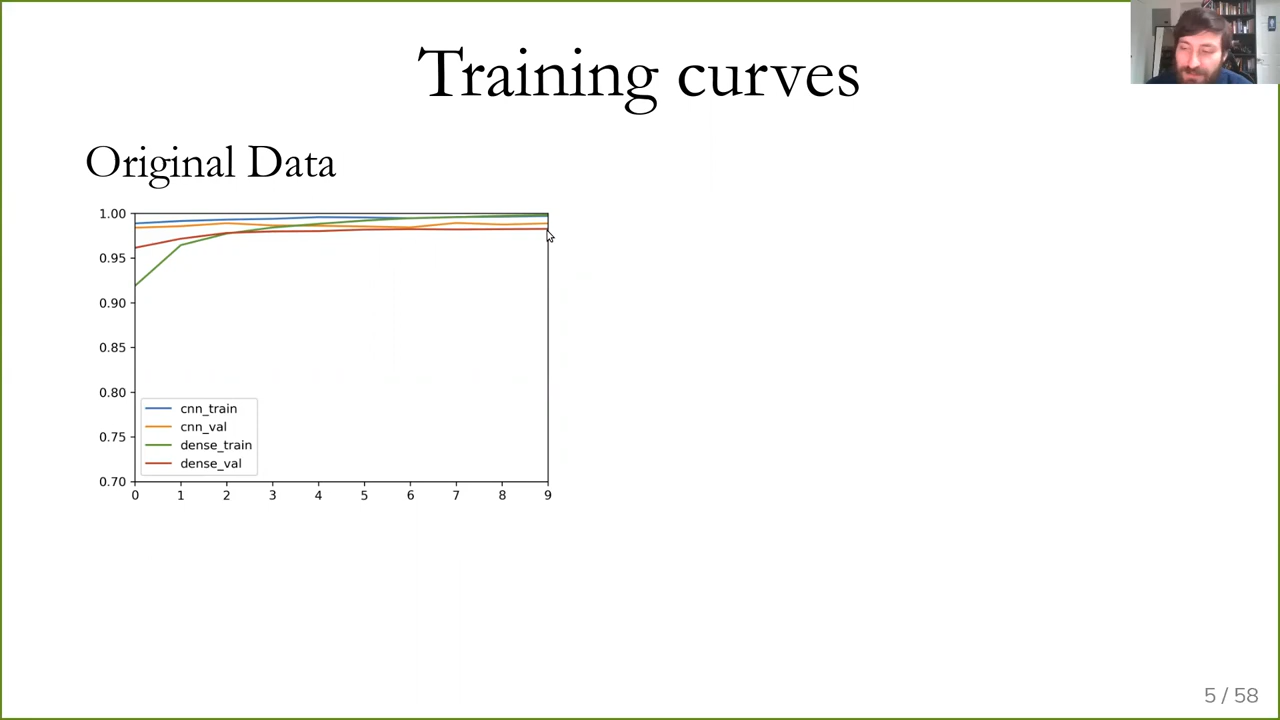 Training curves
Original Data
1.00
0.95
0.90
0.85
0.80
0.75
0.70
cnn_train
cnn_val
dense_train
dense_val
0 1 2 3 4 5 6 7 8 9
5 / 58